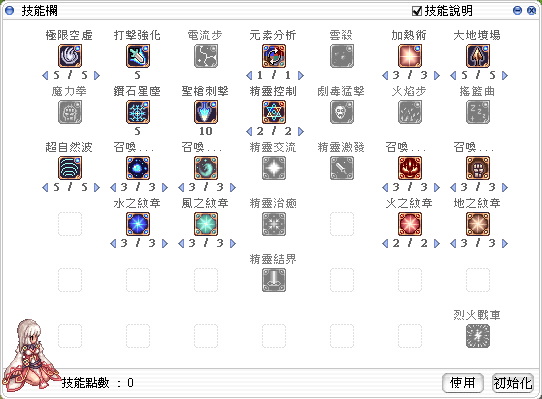 技能欄 技能說明
極限空虛 打擊強化 電流步 元素分析 雲殺 加熱術 大地墳場
5 / 5 5 1 / 1 3 / 3 5 / 5
魔力拳 鑽石星塵 聖槍刺擊 精靈控制 劇毒猛擊 火焰步 搖籃曲
5 10 2 / 2
超自然波 召喚... 召喚... 精靈交流 精靈激發 召喚... 召喚...
5 / 5 3 / 3 3 / 3 3 / 3 3 / 3
水之紋章 風之紋章 精靈治癒 火之紋章 地之紋章
3 / 3 3 / 3 2 / 2 3 / 3
精靈結界
烈火戰車
技能點數 : 0 使用 初始化